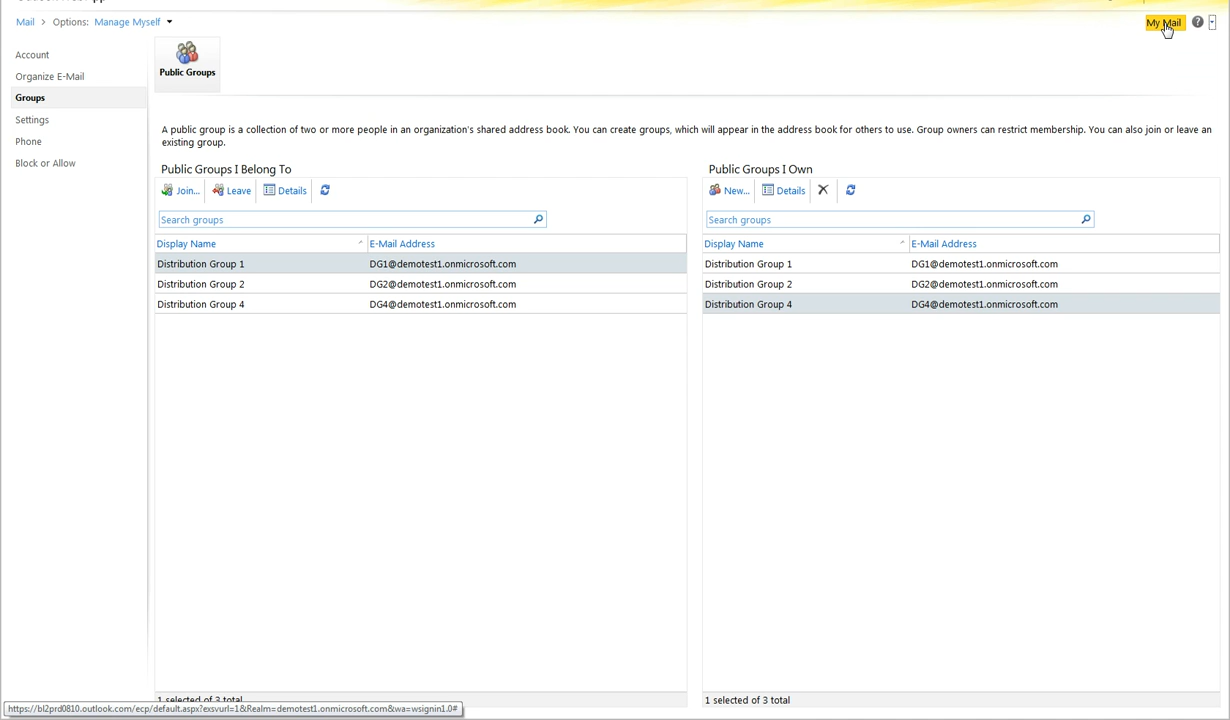 Mail > Options: Manage Myself
My Mail
Account
Organize E-Mail
Groups
Settings
Phone
Block or Allow
Public Groups
A public group is a collection of two or more people in an organization's shared address book. You can create groups, which will appear in the address book for others to use. Group owners can restrict membership. You can also join or leave an
existing group.
Public Groups I Belong To
Join... Leave Details
Search groups
Display Name E-Mail Address
Distribution Group 1 DG1@demotest1.onmicrosoft.com
Distribution Group 2 DG2@demotest1.onmicrosoft.com
Distribution Group 4 DG4@demotest1.onmicrosoft.com
1 selected of 3 total
Public Groups I Own
New... Details
Search groups
Display Name E-Mail Address
Distribution Group 1 DG1@demotest1.onmicrosoft.com
Distribution Group 2 DG2@demotest1.onmicrosoft.com
Distribution Group 4 DG4@demotest1.onmicrosoft.com
1 selected of 3 total
https://bl2prd0810.outlook.com/ecp/default.aspx?exsvurl=1&Realm=demotest1.onmicrosoft.com&wa=wsignin1.0#